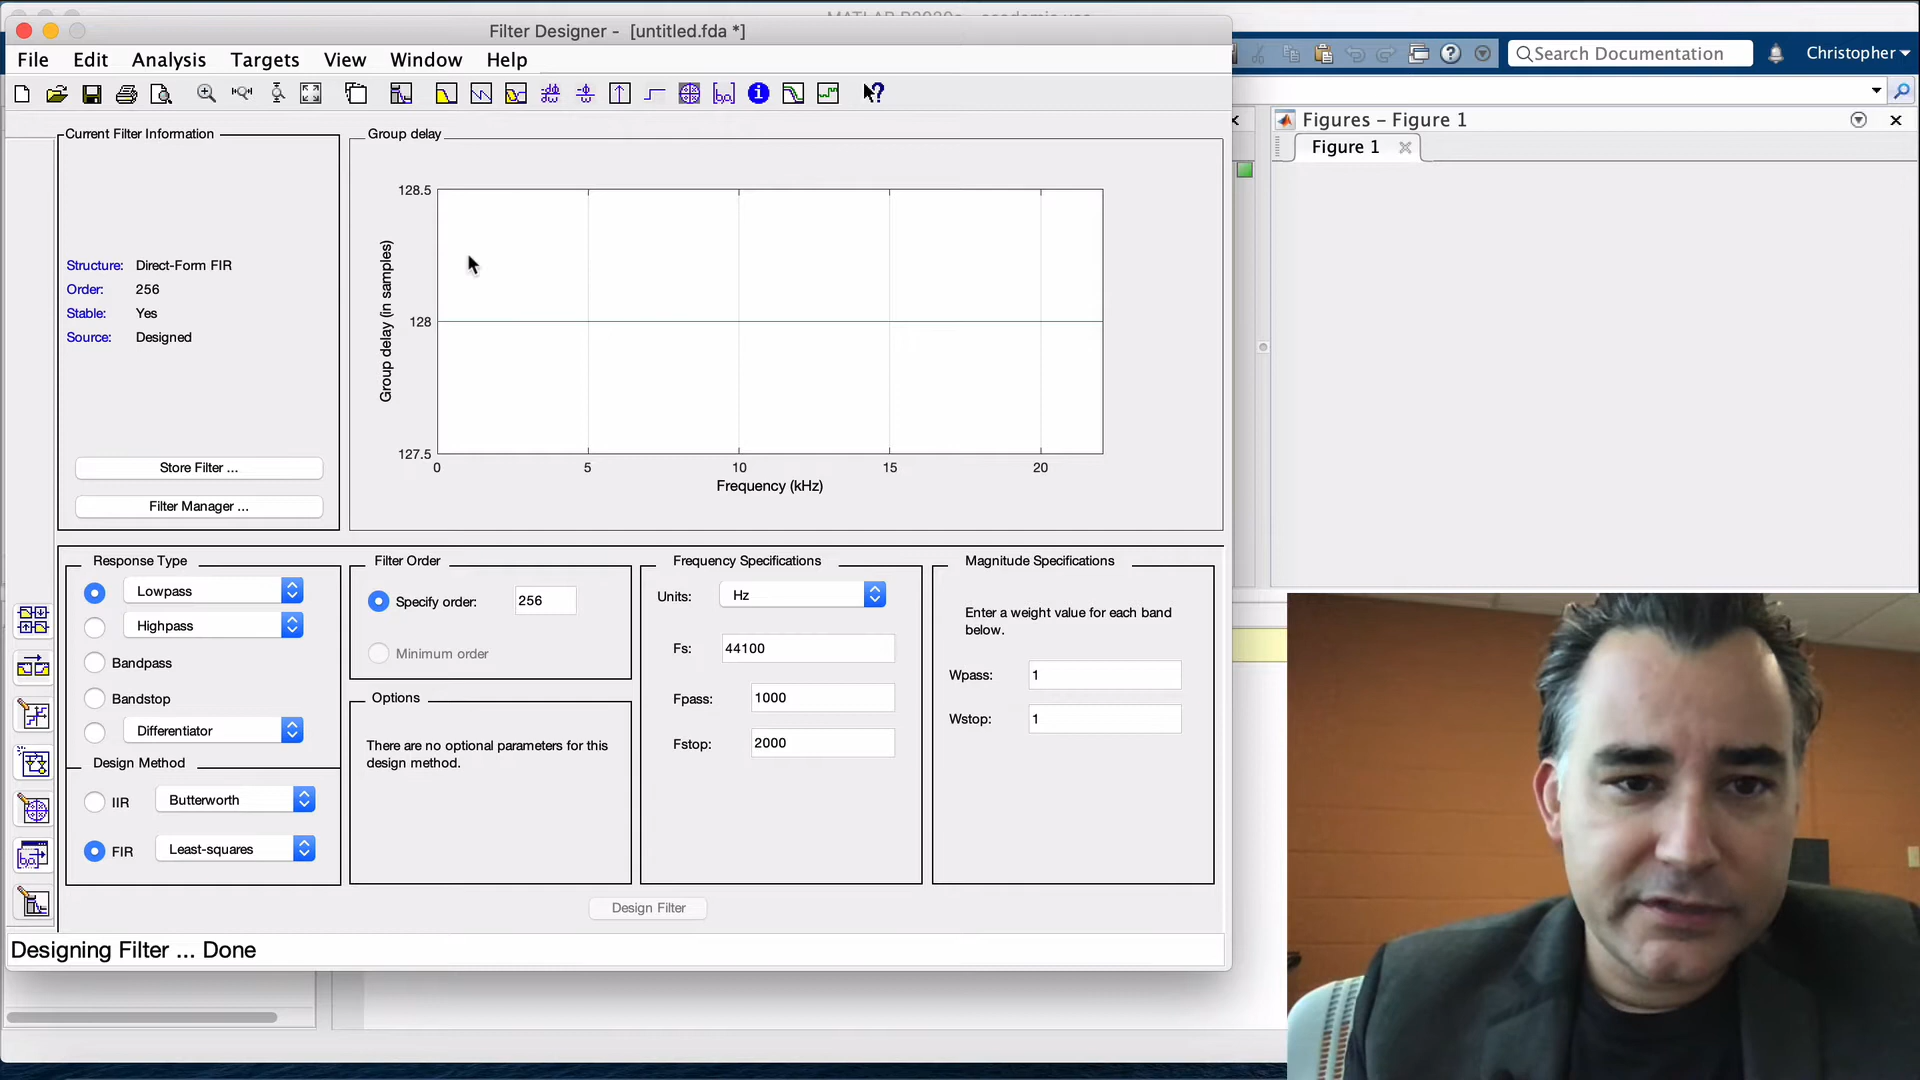 Filter Designer - [untitled.fda *]
File Edit Analysis Targets View Window Help
Search Documentation
Christopher
Figures – Figure 1
Figure 1
Current Filter Information
Structure: Direct-Form FIR
Order: 256
Stable: Yes
Source: Designed
Store Filter ...
Filter Manager ...
Group delay
128.5
128
127.5
Group delay (in samples)
0 5 10 15 20
Frequency (kHz)
Response Type
Lowpass
Highpass
Bandpass
Bandstop
Differentiator
Design Method
IIR Butterworth
FIR Least-squares
Filter Order
Specify order: 256
Minimum order
Options
There are no optional parameters for this
design method.
Frequency Specifications
Units: Hz
Fs: 44100
Fpass: 1000
Fstop: 2000
Magnitude Specifications
Enter a weight value for each band
below.
Wpass: 1
Wstop: 1
Design Filter
Designing Filter ... Done